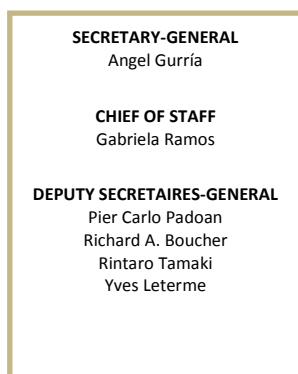 SECRETARY-GENERAL
Angel Gurría
CHIEF OF STAFF
Gabriela Ramos
DEPUTY SECRETAIRES-GENERAL
Pier Carlo Padoan
Richard A. Boucher
Rintaro Tamaki
Yves Leterme